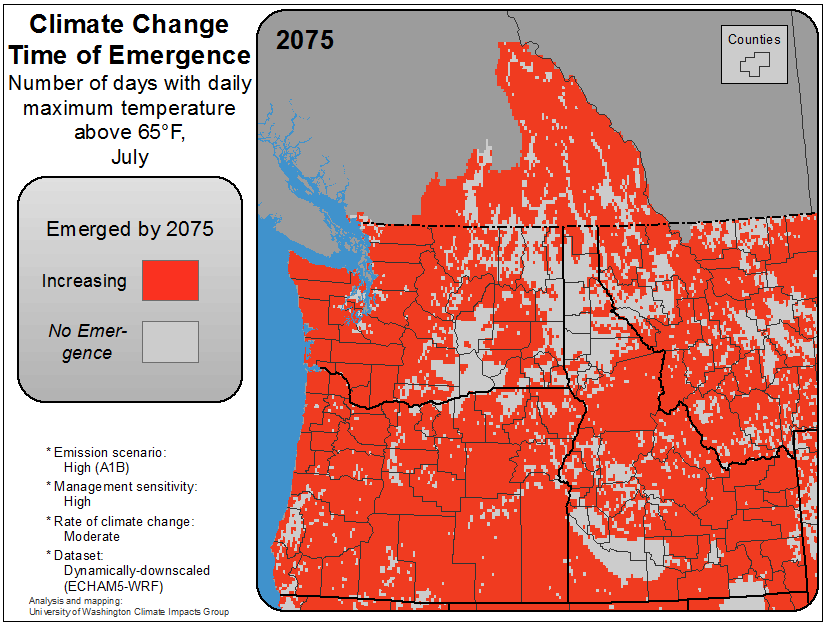 Climate Change
Time of Emergence
Number of days with daily
maximum temperature
above 65°F,
July
Emerged by 2075
Increasing
No Emer-
gence
* Emission scenario:
High (A1B)
* Management sensitivity:
High
* Rate of climate change:
Moderate
* Dataset:
Dynamically-downscaled
(ECHAM5-WRF)
Analysis and mapping:
University of Washington Climate Impacts Group
2075
Counties